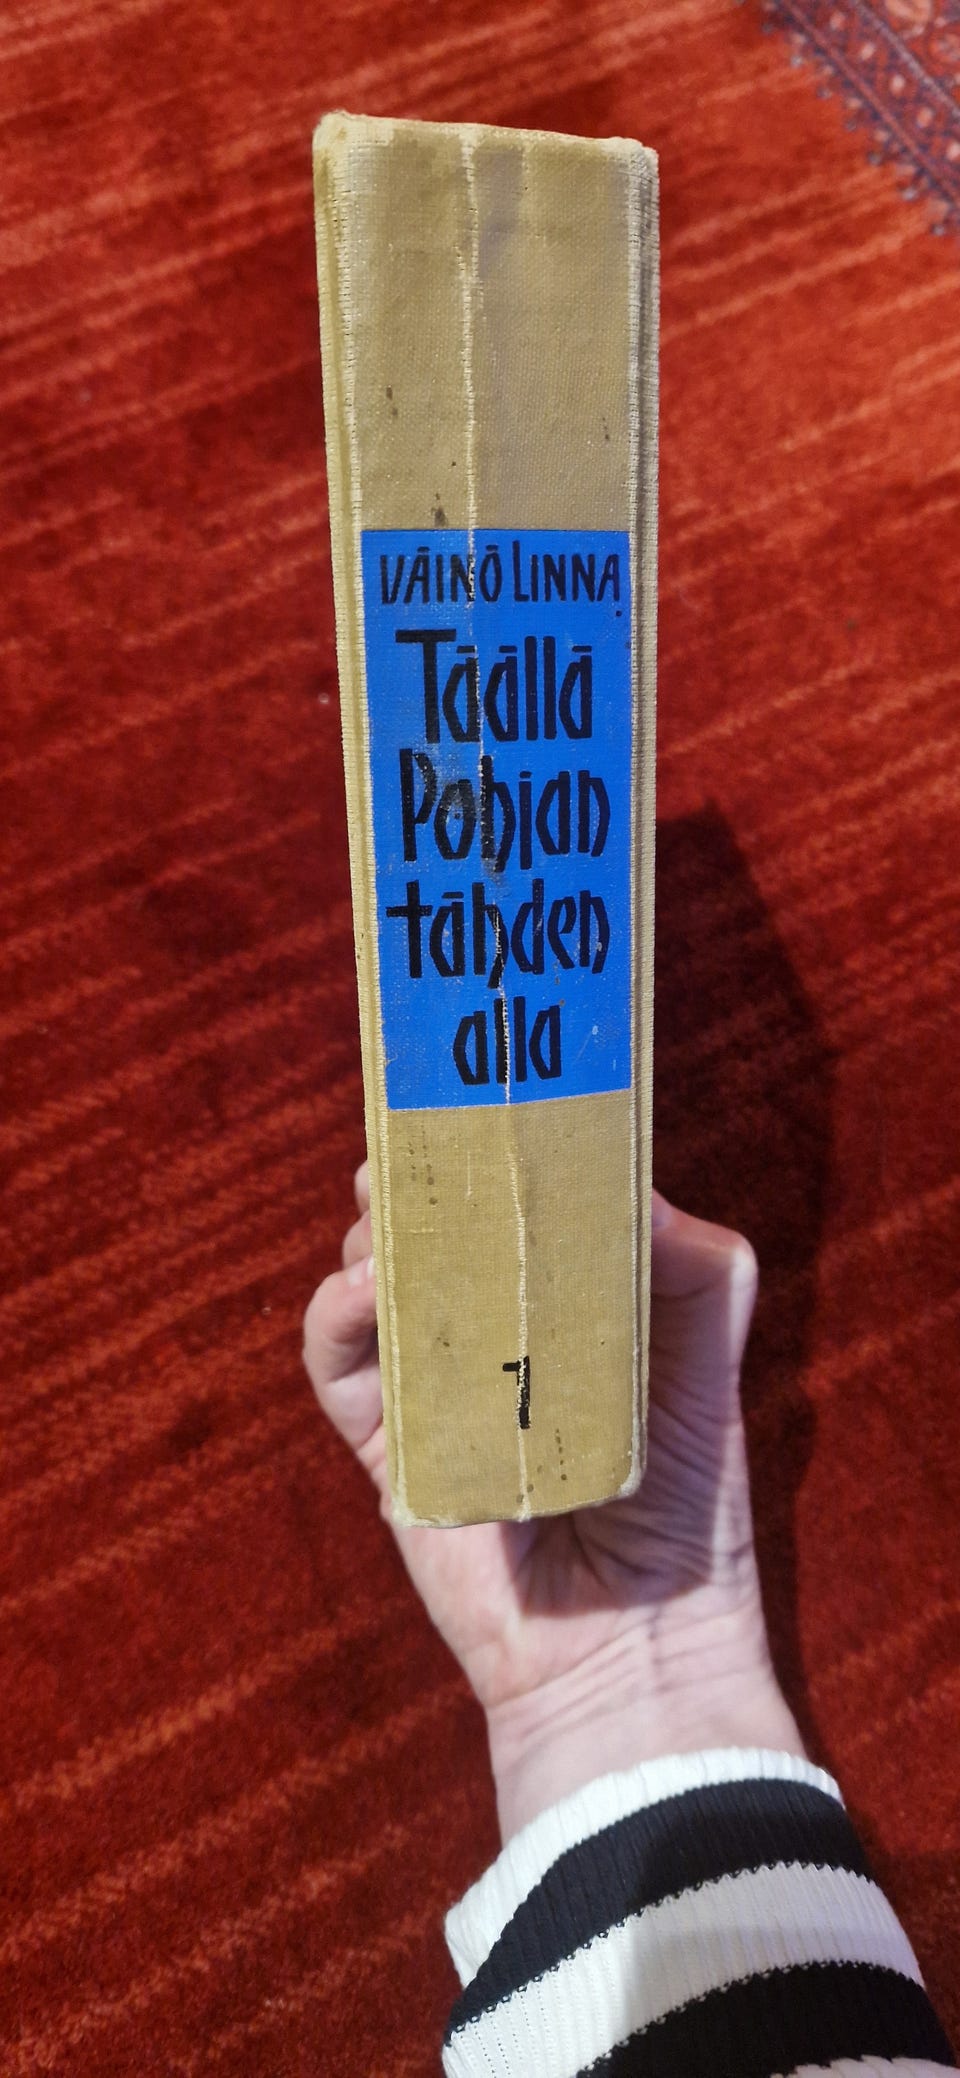 VÄINÖ LINNA
Täällä
Pohjan
tähden
alla
1